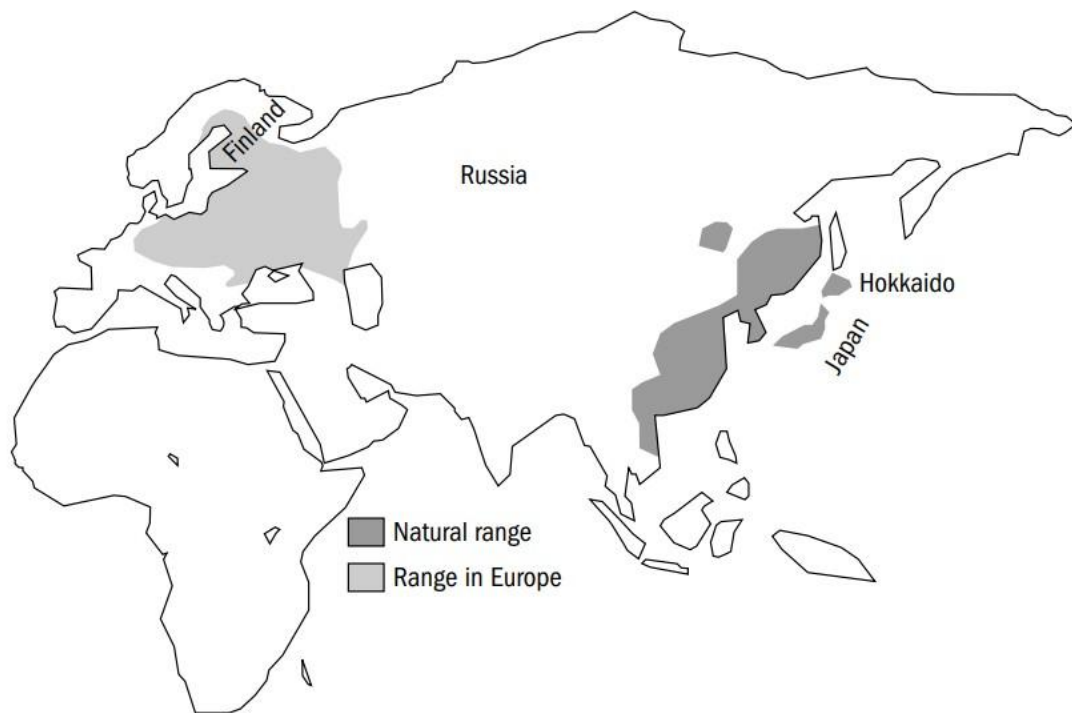 Finland
Russia
Hokkaido
Japan
Natural range
Range in Europe